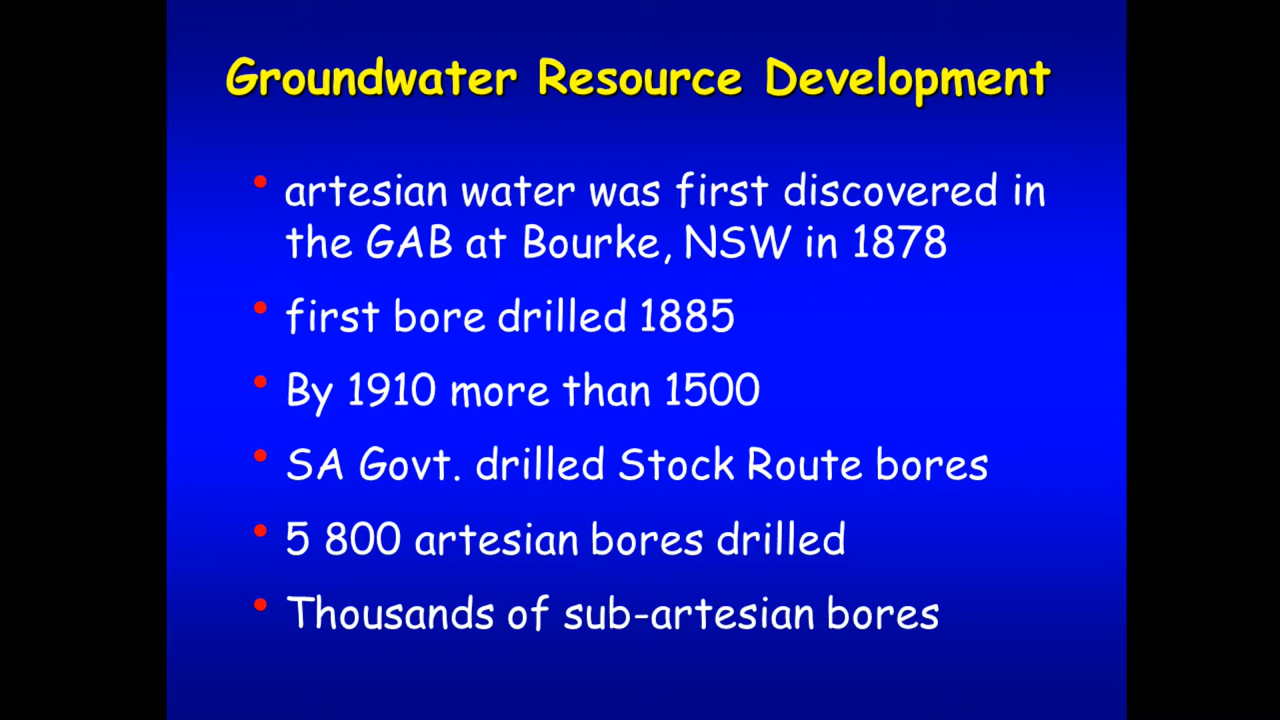 Groundwater Resource Development
• artesian water was first discovered in
the GAB at Bourke, NSW in 1878
• first bore drilled 1885
• By 1910 more than 1500
• SA Govt. drilled Stock Route bores
• 5 800 artesian bores drilled
• Thousands of sub-artesian bores